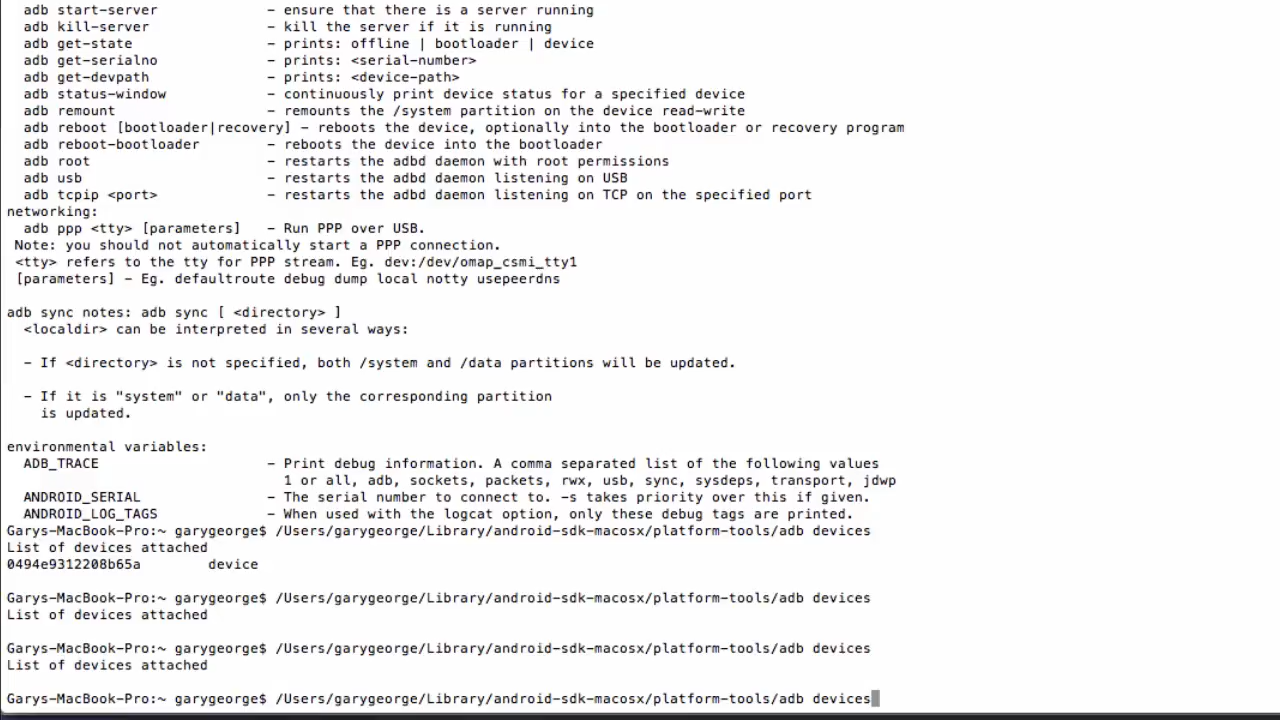 adb start-server - ensure that there is a server running
adb kill-server - kill the server if it is running
adb get-state - prints: offline | bootloader | device
adb get-serialno - prints: <serial-number>
adb get-devpath - prints: <device-path>
adb status-window - continuously print device status for a specified device
adb remount - remounts the /system partition on the device read-write
adb reboot [bootloader|recovery] - reboots the device, optionally into the bootloader or recovery program
adb reboot-bootloader - reboots the device into the bootloader
adb root - restarts the adbd daemon with root permissions
adb usb - restarts the adbd daemon listening on USB
adb tcpip <port> - restarts the adbd daemon listening on TCP on the specified port
networking:
adb ppp <tty> [parameters] - Run PPP over USB.
Note: you should not automatically start a PPP connection.
<tty> refers to the tty for PPP stream. Eg. dev:/dev/omap_csmi_tty1
[parameters] - Eg. defaultroute debug dump local notty usepeerdns
adb sync notes: adb sync [ <directory> ]
<localdir> can be interpreted in several ways:
- If <directory> is not specified, both /system and /data partitions will be updated.
- If it is "system" or "data", only the corresponding partition
is updated.
environmental variables:
ADB_TRACE - Print debug information. A comma separated list of the following values
1 or all, adb, sockets, packets, rwx, usb, sync, sysdeps, transport, jdwp
ANDROID_SERIAL - The serial number to connect to. -s takes priority over this if given.
ANDROID_LOG_TAGS - When used with the logcat option, only these debug tags are printed.
Garys-MacBook-Pro:~ garygeorge$ /Users/garygeorge/Library/android-sdk-macosx/platform-tools/adb devices
List of devices attached
0494e9312208b65a device
Garys-MacBook-Pro:~ garygeorge$ /Users/garygeorge/Library/android-sdk-macosx/platform-tools/adb devices
List of devices attached
Garys-MacBook-Pro:~ garygeorge$ /Users/garygeorge/Library/android-sdk-macosx/platform-tools/adb devices
List of devices attached
Garys-MacBook-Pro:~ garygeorge$ /Users/garygeorge/Library/android-sdk-macosx/platform-tools/adb devices